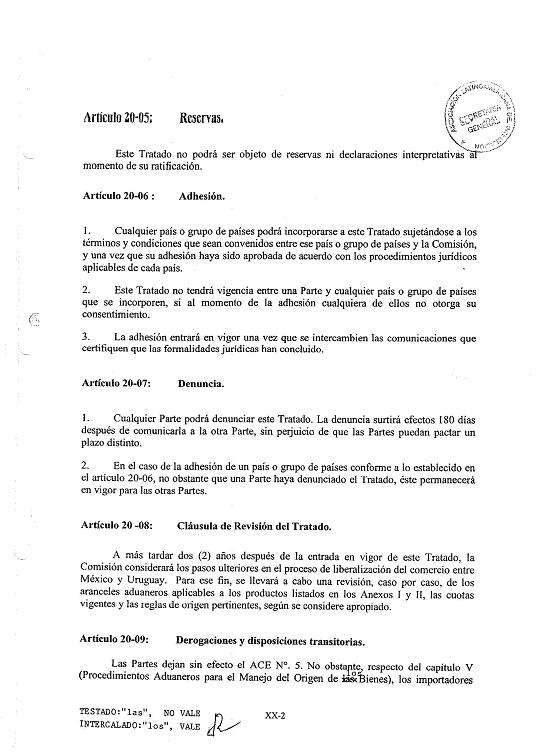 ASOCIACION LATINOAMERICANA DE
SECRETARIA
GENERAL
Artículo 20-05: Reservas.
Este Tratado no podrá ser objeto de reservas ni declaraciones interpretativas al
momento de su ratificación.
Artículo 20-06 : Adhesión.
1. Cualquier país o grupo de países podrá incorporarse a este Tratado sujetándose a los
términos y condiciones que sean convenidos entre ese país o grupo de países y la Comisión,
y una vez que su adhesión haya sido aprobada de acuerdo con los procedimientos jurídicos
aplicables de cada país.
2. Este Tratado no tendrá vigencia entre una Parte y cualquier país o grupo de países
que se incorporen, si al momento de la adhesión cualquiera de ellos no otorga su
consentimiento.
3. La adhesión entrará en vigor una vez que se intercambien las comunicaciones que
certifiquen que las formalidades jurídicas han concluido.
Artículo 20-07: Denuncia.
1. Cualquier Parte podrá denunciar este Tratado. La denuncia surtirá efectos 180 días
después de comunicarla a la otra Parte, sin perjuicio de que las Partes puedan pactar un
plazo distinto.
2. En el caso de la adhesión de un país o grupo de países conforme a lo establecido en
el artículo 20-06, no obstante que una Parte haya denunciado el Tratado, éste permanecerá
en vigor para las otras Partes.
Artículo 20 -08: Cláusula de Revisión del Tratado.
A más tardar dos (2) años después de la entrada en vigor de este Tratado, la
Comisión considerará los pasos ulteriores en el proceso de liberalización del comercio entre
México y Uruguay. Para ese fin, se llevará a cabo una revisión, caso por caso, de los
aranceles aduaneros aplicables a los productos listados en los Anexos I y II, las cuotas
vigentes y las reglas de origen pertinentes, según se considere apropiado.
Artículo 20-09: Derogaciones y disposiciones transitorias.
Las Partes dejan sin efecto el ACE N°. 5. No obstante, respecto del capítulo V
(Procedimientos Aduaneros para el Manejo del Origen de los Bienes), los importadores
TESTADO:"las", NO VALE
INTERCALADO:"los", VALE
XX-2